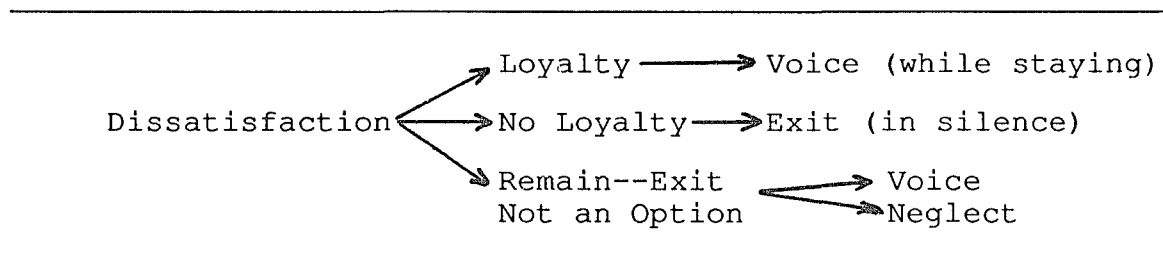 Loyalty Voice (while staying)
Dissatisfaction No Loyalty Exit (in silence)
Remain--Exit Voice
Not an Option Neglect